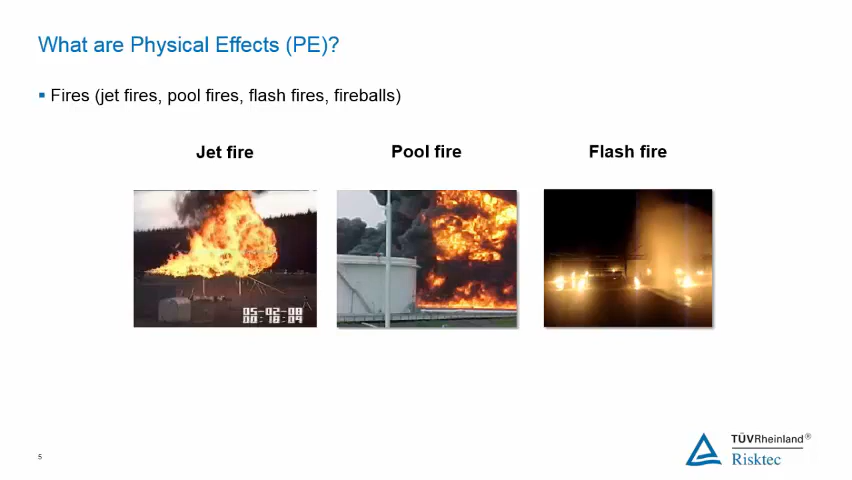 What are Physical Effects (PE)?
Fires (jet fires, pool fires, flash fires, fireballs)
Jet fire
Pool fire
Flash fire
05-02-08
00:18:09
5
TÜVRheinland®
Risktec